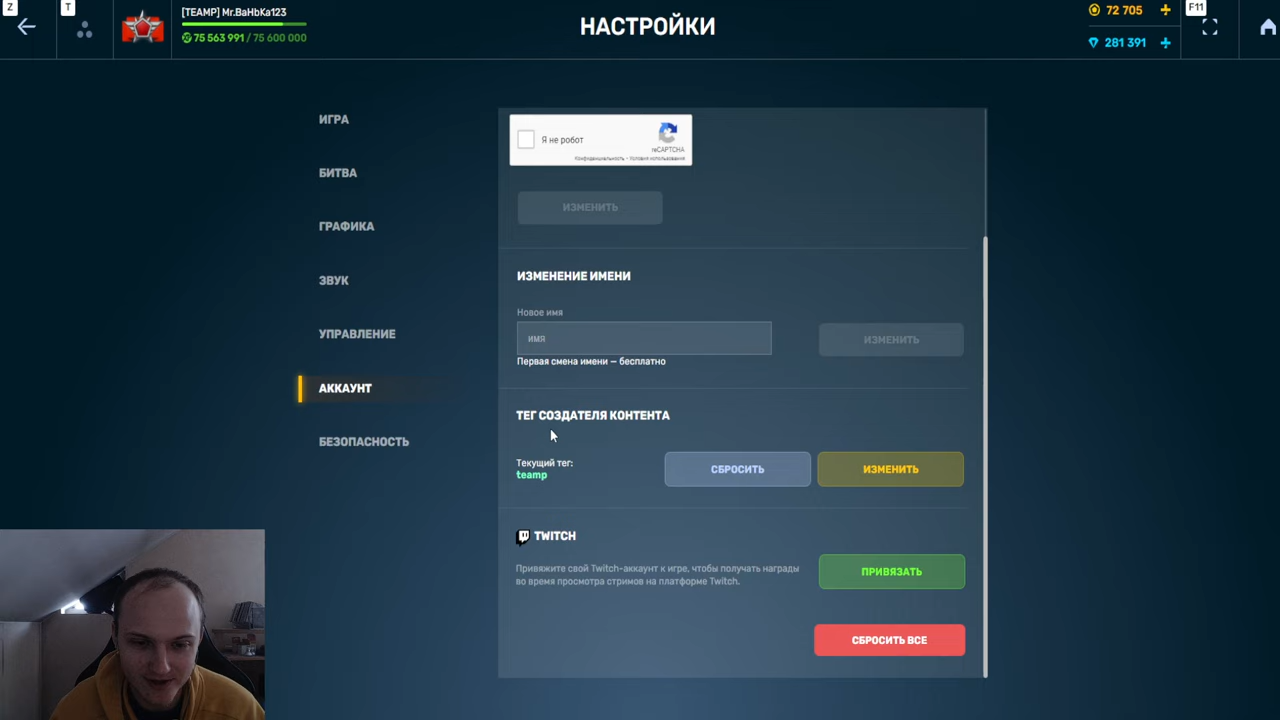 Z
T
[TEAMP] Mr.BaHbKa123
75 563 991 / 75 600 000
НАСТРОЙКИ
72 705
281 391
F11
ИГРА
БИТВА
ГРАФИКА
ЗВУК
УПРАВЛЕНИЕ
АККАУНТ
БЕЗОПАСНОСТЬ
Я не робот
reCAPTCHA
Конфиденциальность - Условия использования
ИЗМЕНИТЬ
ИЗМЕНЕНИЕ ИМЕНИ
Новое имя
имя
ИЗМЕНИТЬ
Первая смена имени — бесплатно
ТЕГ СОЗДАТЕЛЯ КОНТЕНТА
Текущий тег:
teamp
СБРОСИТЬ
ИЗМЕНИТЬ
TWITCH
Привяжите свой Twitch-аккаунт к игре, чтобы получать награды
во время просмотра стримов на платформе Twitch.
ПРИВЯЗАТЬ
СБРОСИТЬ ВСЕ